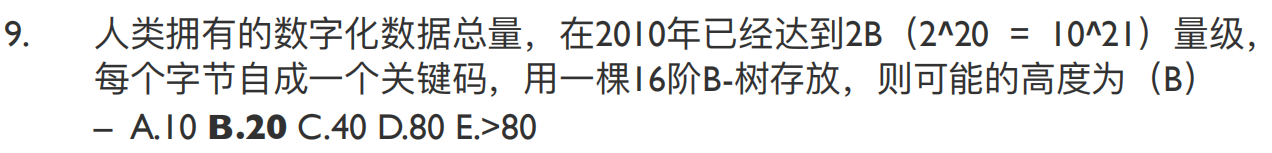 9. 人类拥有的数字化数据总量，在2010年已经达到2B（2^20 = 10^21）量级，
每个字节自成一个关键码，用一棵16阶B-树存放，则可能的高度为（B）
– A.10 B.20 C.40 D.80 E.>80